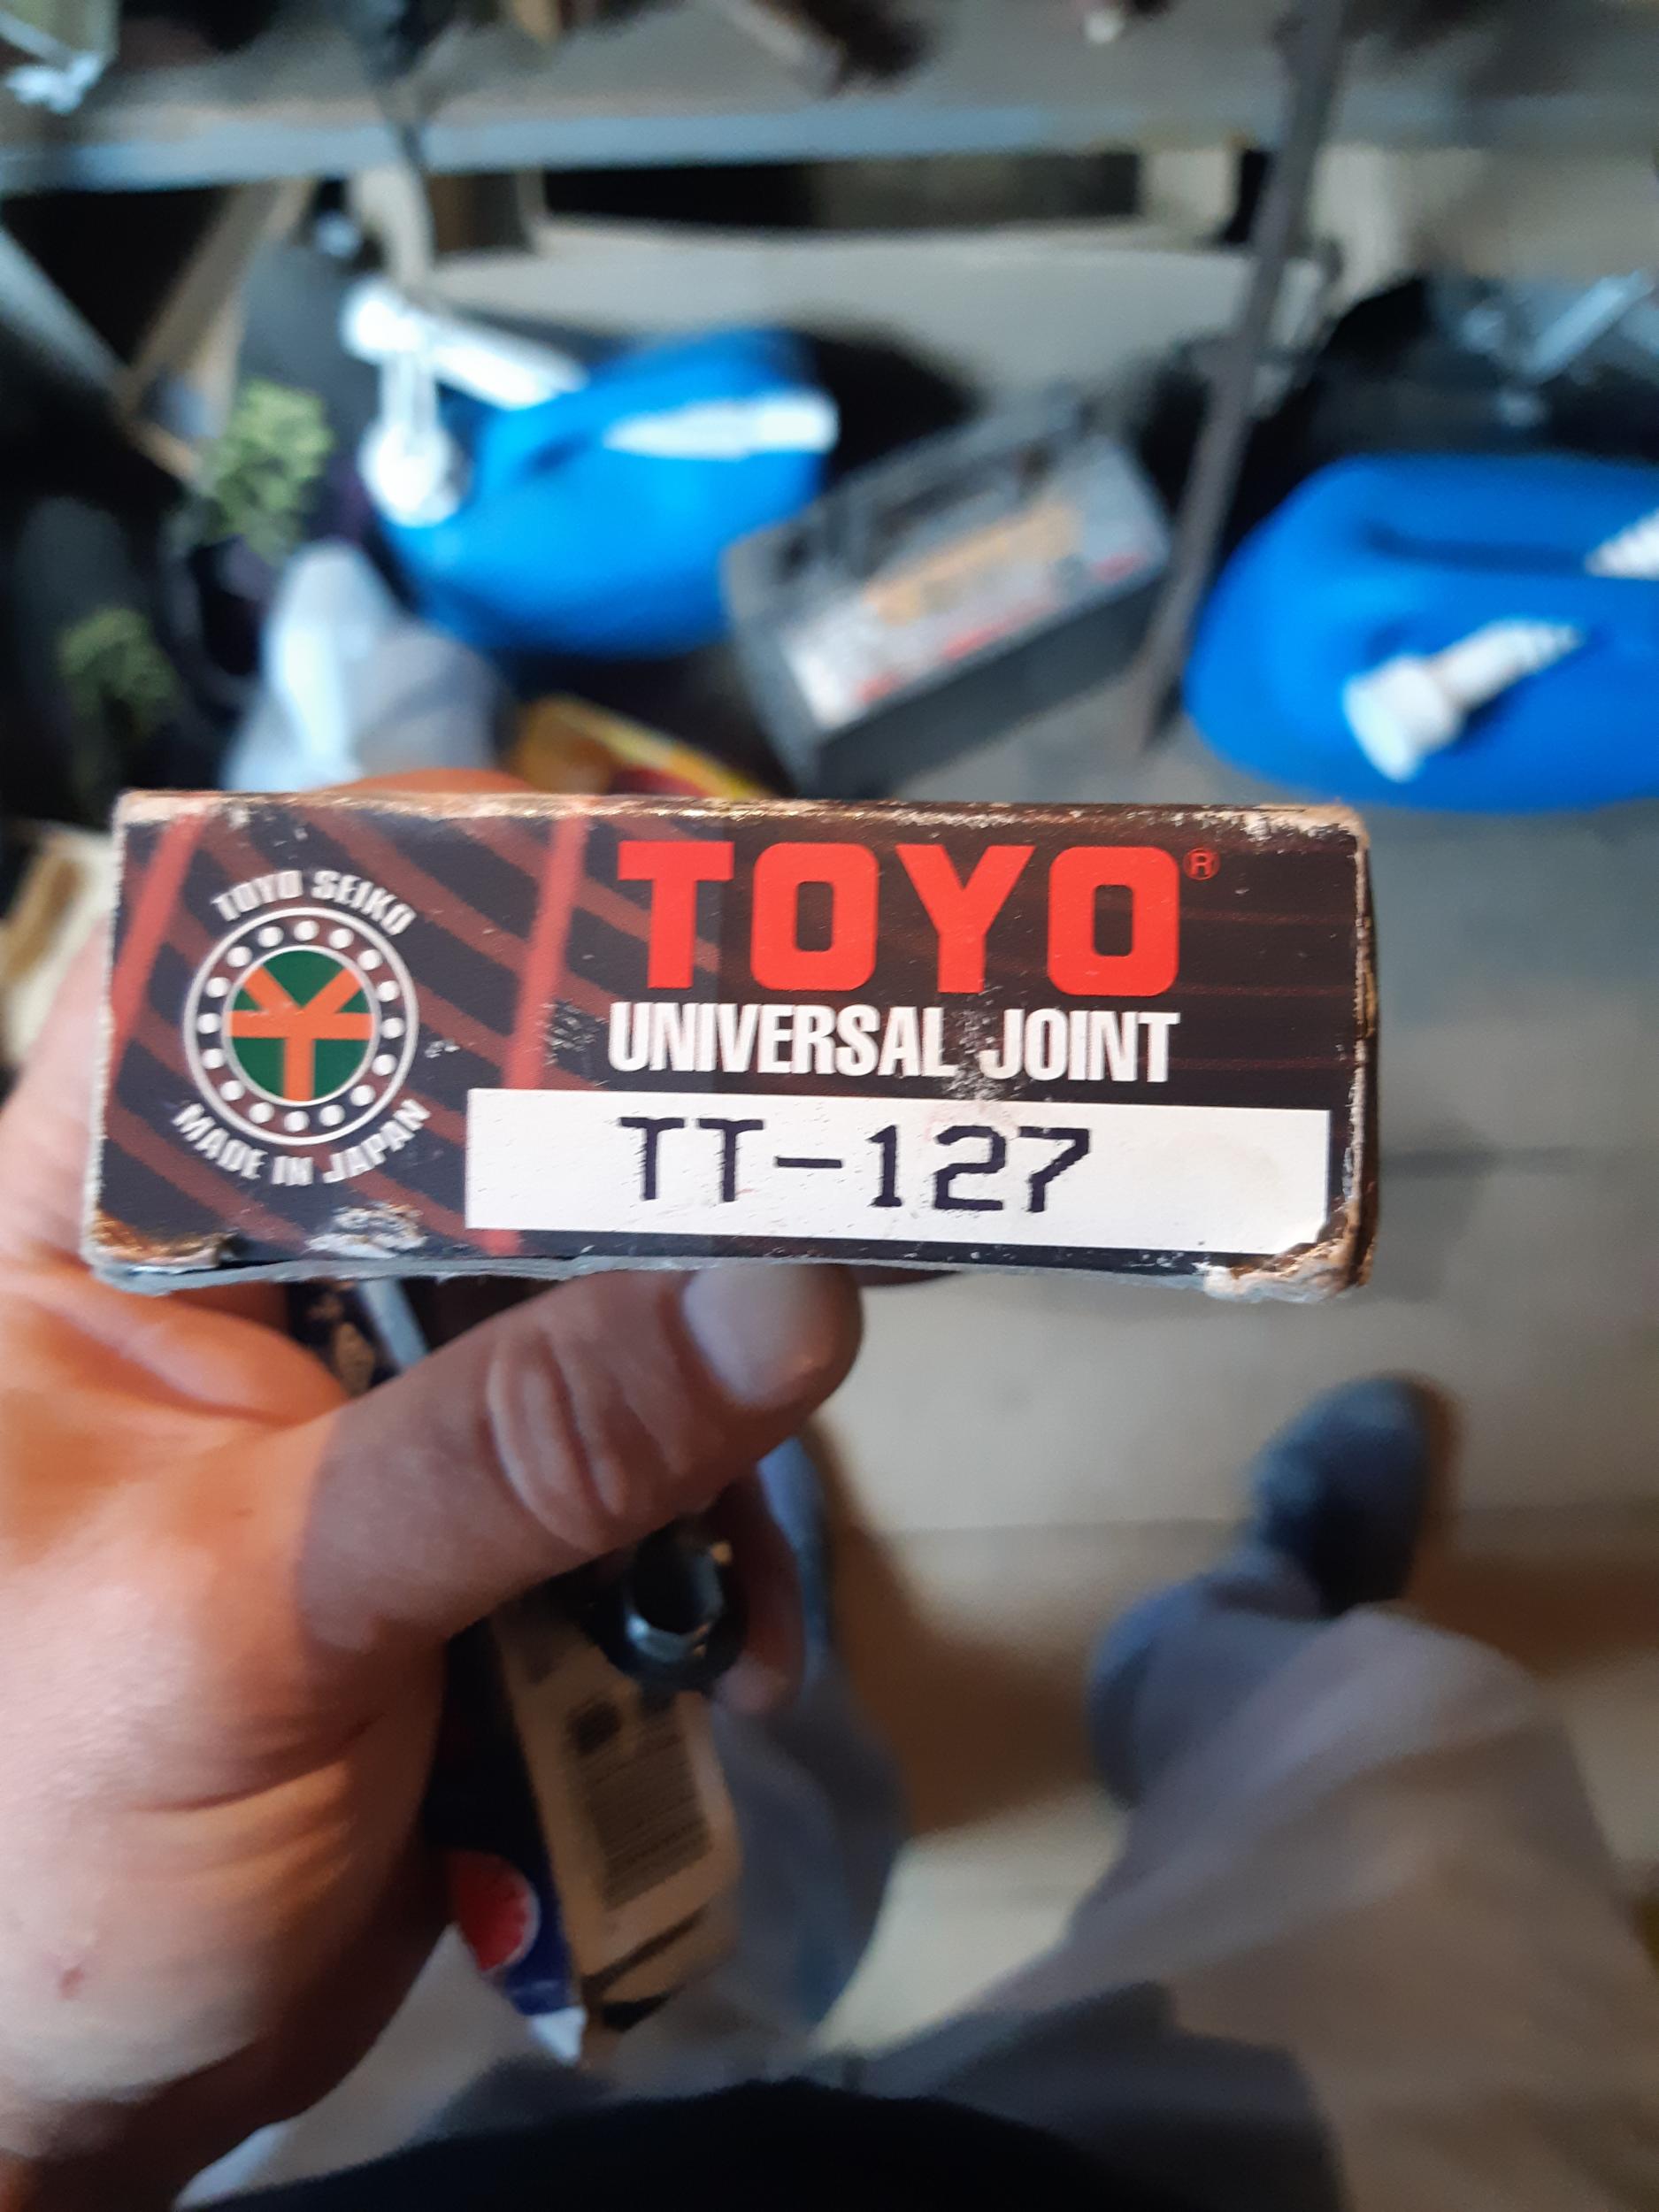 TOYO SEIKO
MADE IN JAPAN
TOYO®
UNIVERSAL JOINT
TT-127